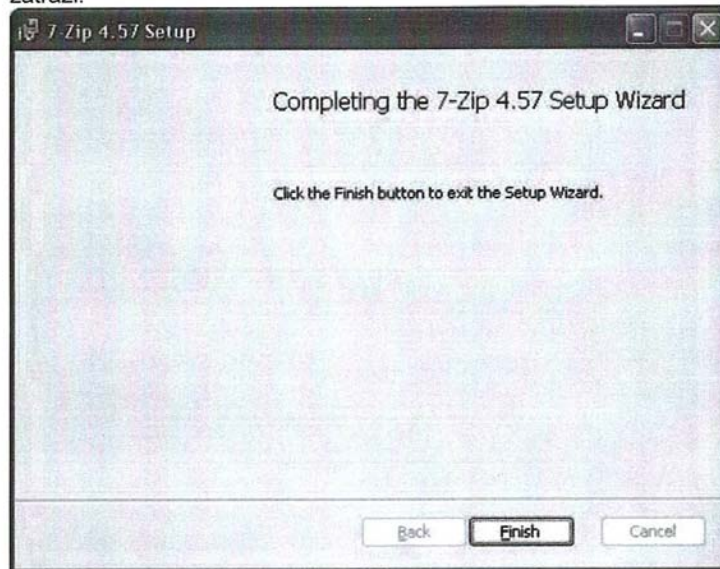 7-Zip 4.57 Setup
Completing the 7-Zip 4.57 Setup Wizard
Click the Finish button to exit the Setup Wizard.
Back
Finish
Cancel